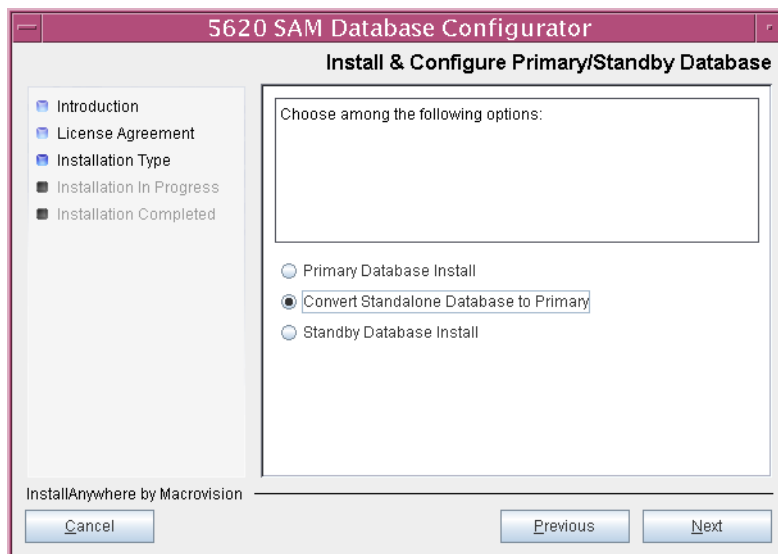 5620 SAM Database Configurator
Install & Configure Primary/Standby Database
Introduction
License Agreement
Installation Type
Installation In Progress
Installation Completed
Choose among the following options:
Primary Database Install
Convert Standalone Database to Primary
Standby Database Install
InstallAnywhere by Macrovision
Cancel
Previous
Next